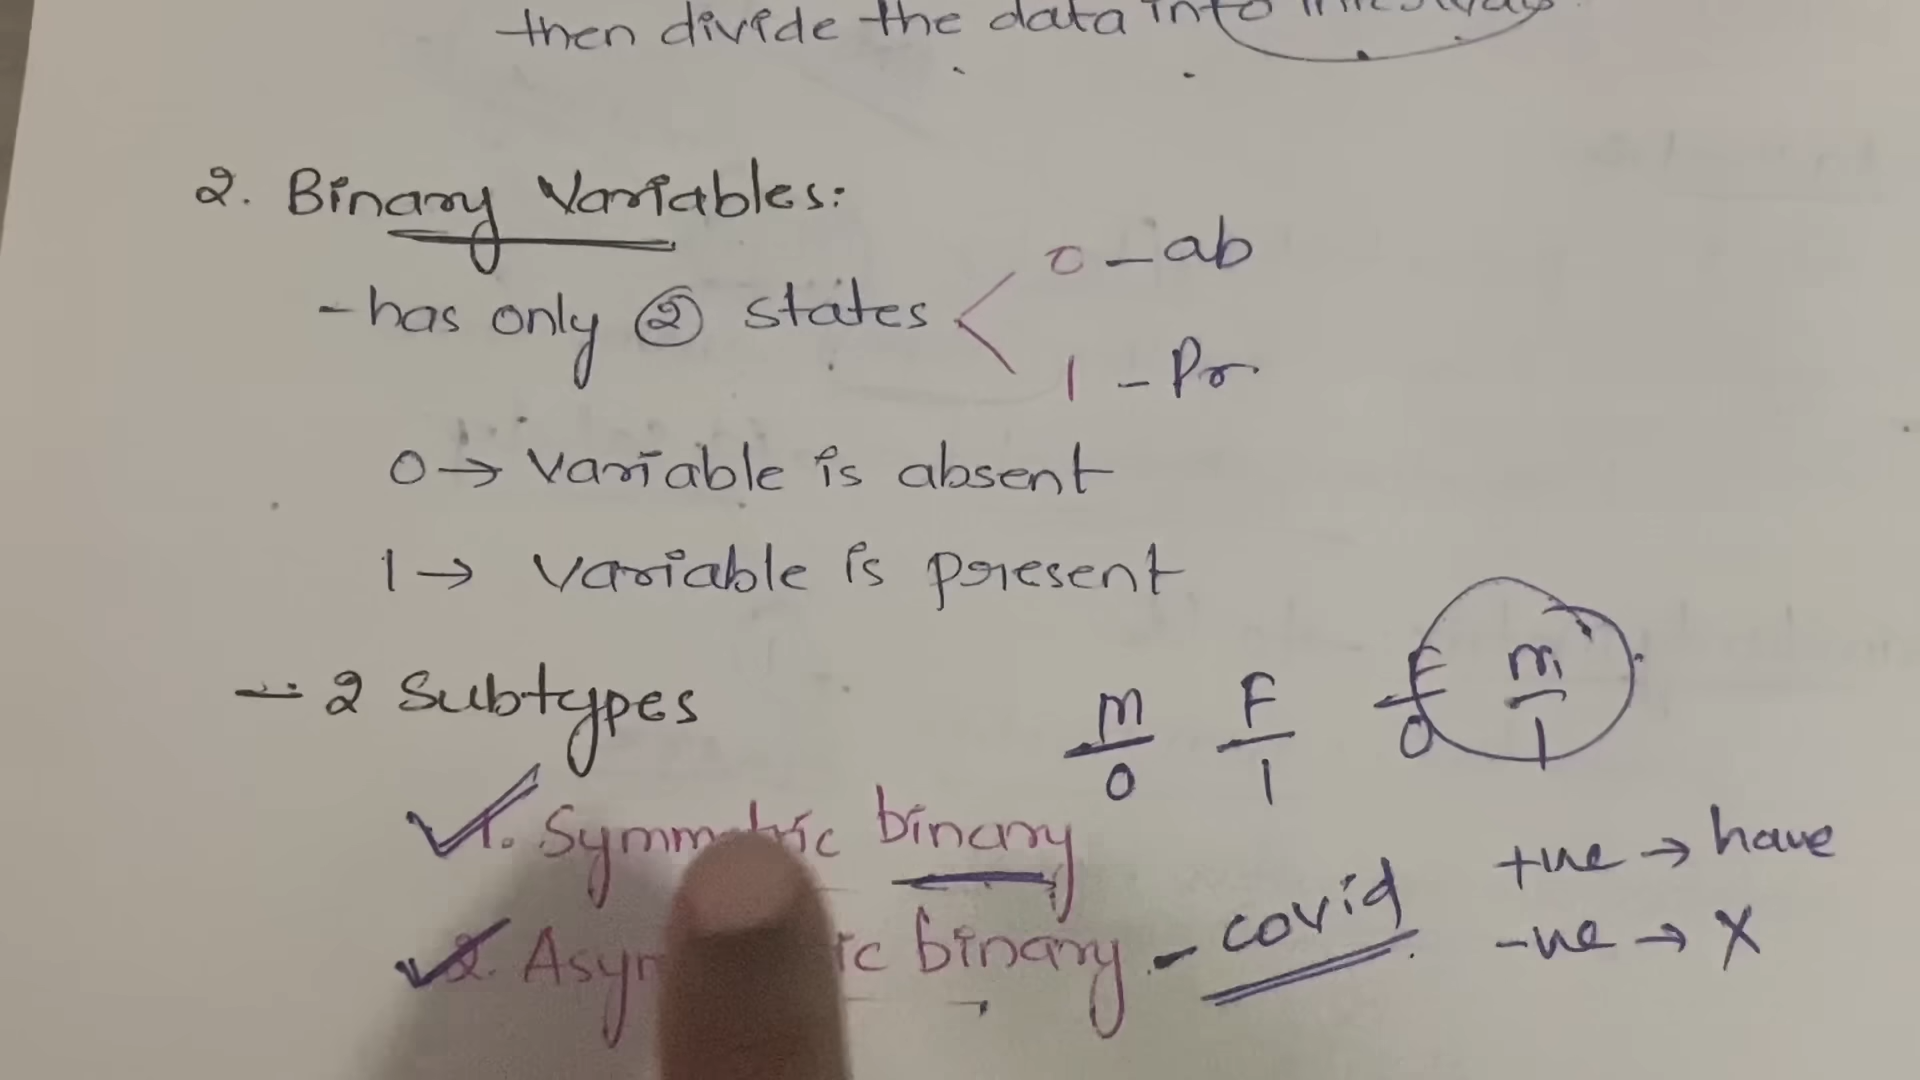 then divide the data into
2. Binary Variables:
- has only 2 states
0 - ab
1 - Pr
0 → variable is absent
1 → variable is present
- 2 Subtypes
M F F m
0 1 0 1
1. Symmetric binary
+ve → have
2. Asymmetric binary - covid
-ve → X